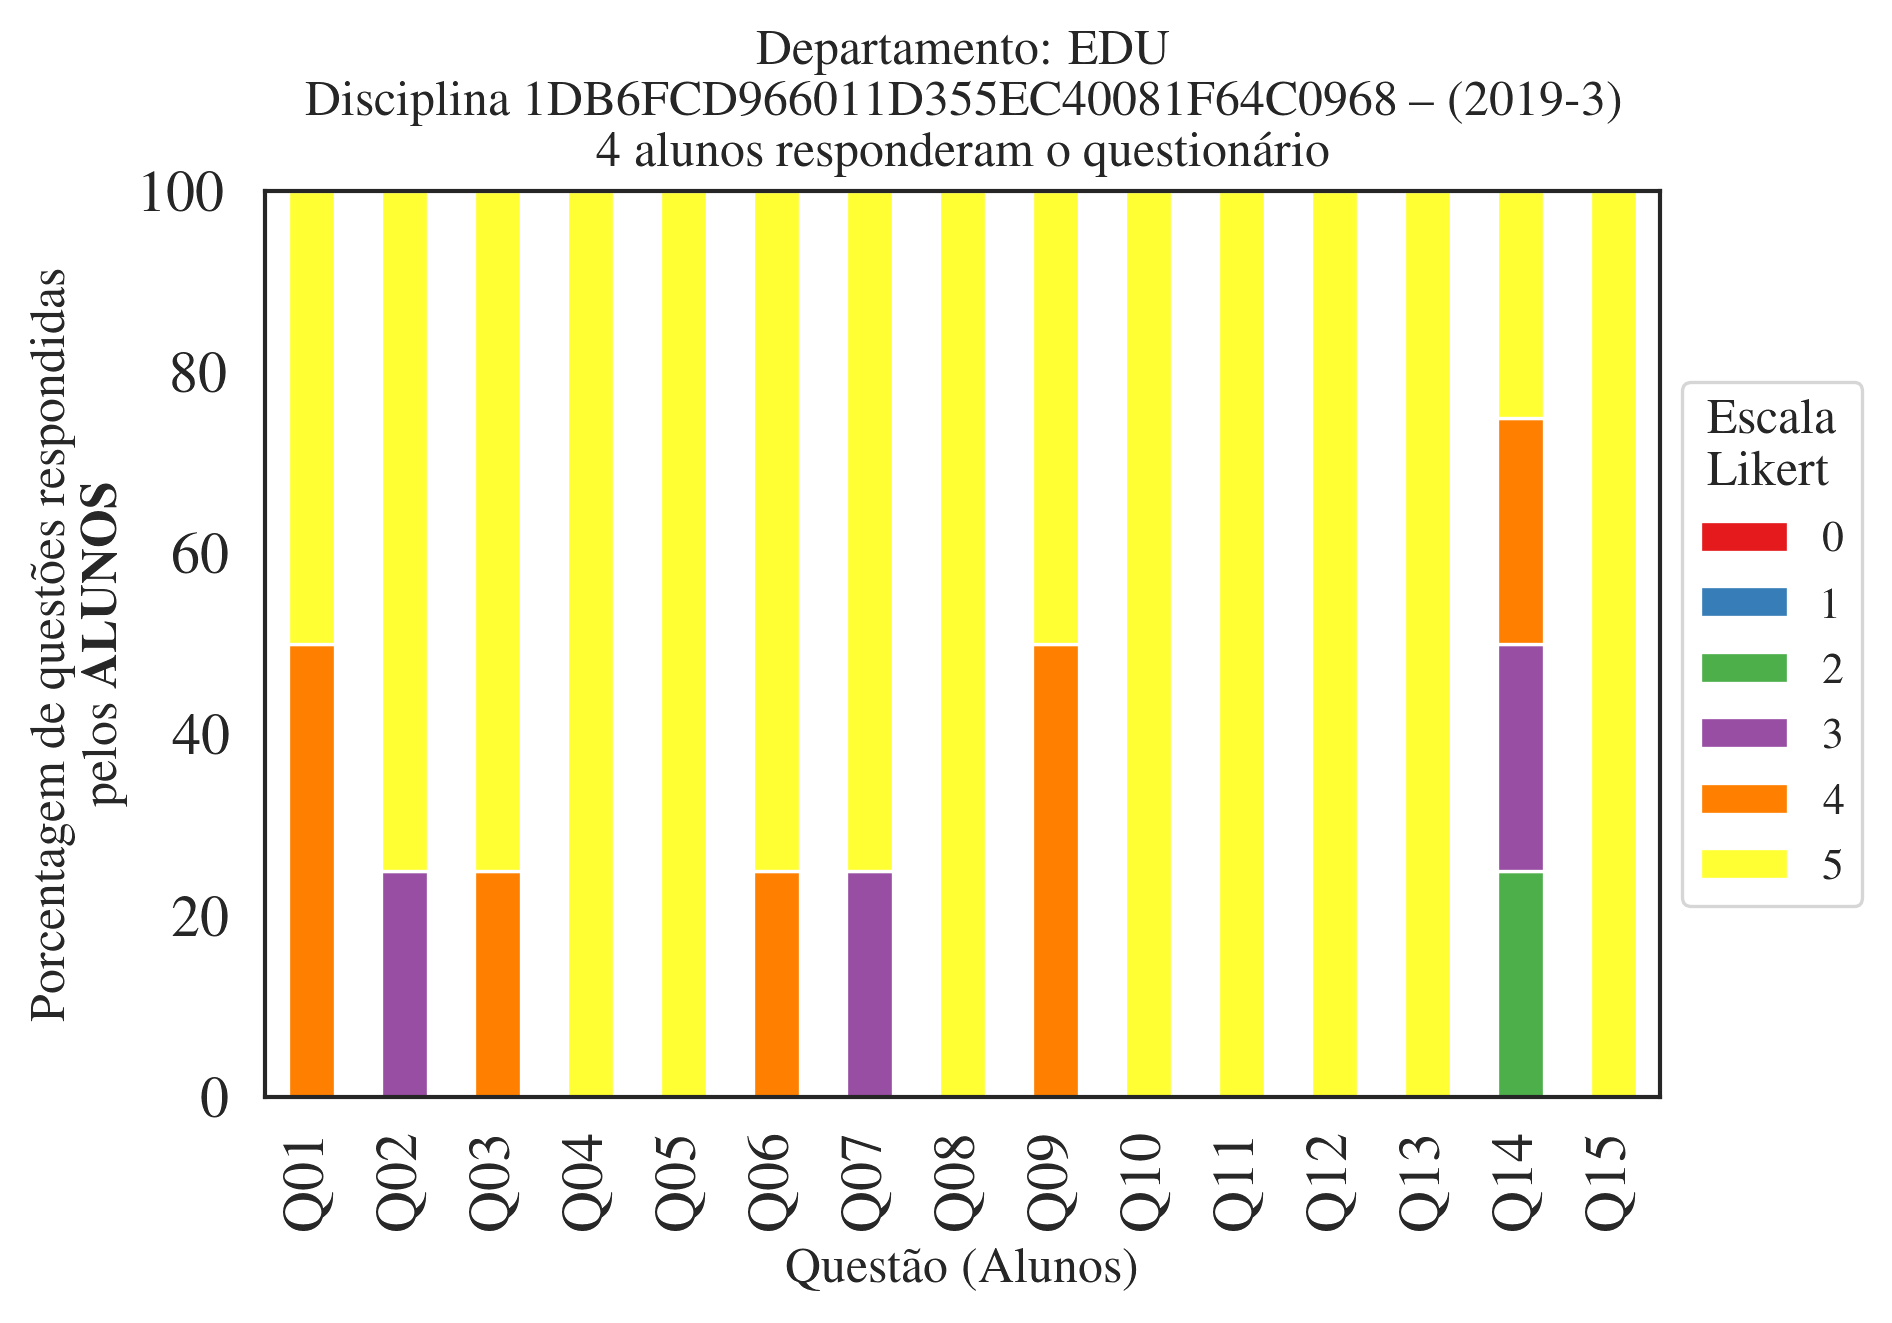 Departamento: EDU
Disciplina 1DB6FCD966011D355EC40081F64C0968 – (2019-3)
4 alunos responderam o questionário
Porcentagem de questões respondidas
pelos ALUNOS
100
80
60
40
20
0
Q01
Q02
Q03
Q04
Q05
Q06
Q07
Q08
Q09
Q10
Q11
Q12
Q13
Q14
Q15
Questão (Alunos)
Escala
Likert
0
1
2
3
4
5